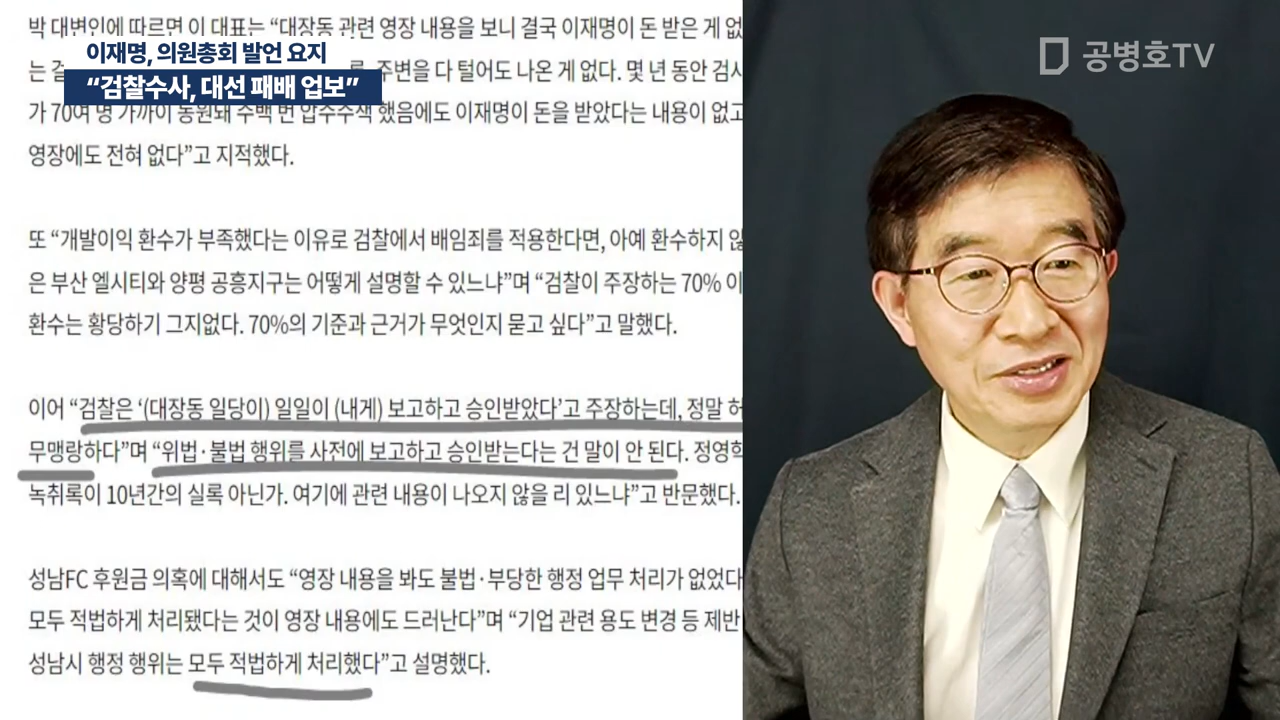 박 대변인에 따르면 이 대표는 “대장동 관련 영장 내용을 보니 결국 이재명이 돈 받은 게 없
이재명, 의원총회 발언 요지
는 결 주변을 다 털어도 나온 게 없다. 몇 년 동안 검사
“검찰수사, 대선 패배 업보”
가 70여 명 가까이 동원돼 수백 번 압수수색 했음에도 이재명이 돈을 받았다는 내용이 없고
영장에도 전혀 없다”고 지적했다.
또 “개발이익 환수가 부족했다는 이유로 검찰에서 배임죄를 적용한다면, 아예 환수하지 않
은 부산 엘시티와 양평 공흥지구는 어떻게 설명할 수 있느냐”며 “검찰이 주장하는 70% 이
환수는 황당하기 그지없다. 70%의 기준과 근거가 무엇인지 묻고 싶다”고 말했다.
이어 “검찰은 ‘(대장동 일당이) 일일이 (내게) 보고하고 승인받았다’고 주장하는데, 정말 허
무맹랑하다”며 “위법·불법 행위를 사전에 보고하고 승인받는다는 건 말이 안 된다. 정영학
녹취록이 10년간의 실록 아닌가. 여기에 관련 내용이 나오지 않을 리 있느냐”고 반문했다.
성남FC 후원금 의혹에 대해서도 “영장 내용을 봐도 불법·부당한 행정 업무 처리가 없었다
모두 적법하게 처리됐다는 것이 영장 내용에도 드러난다”며 “기업 관련 용도 변경 등 제반
성남시 행정 행위는 모두 적법하게 처리했다”고 설명했다.
공병호TV